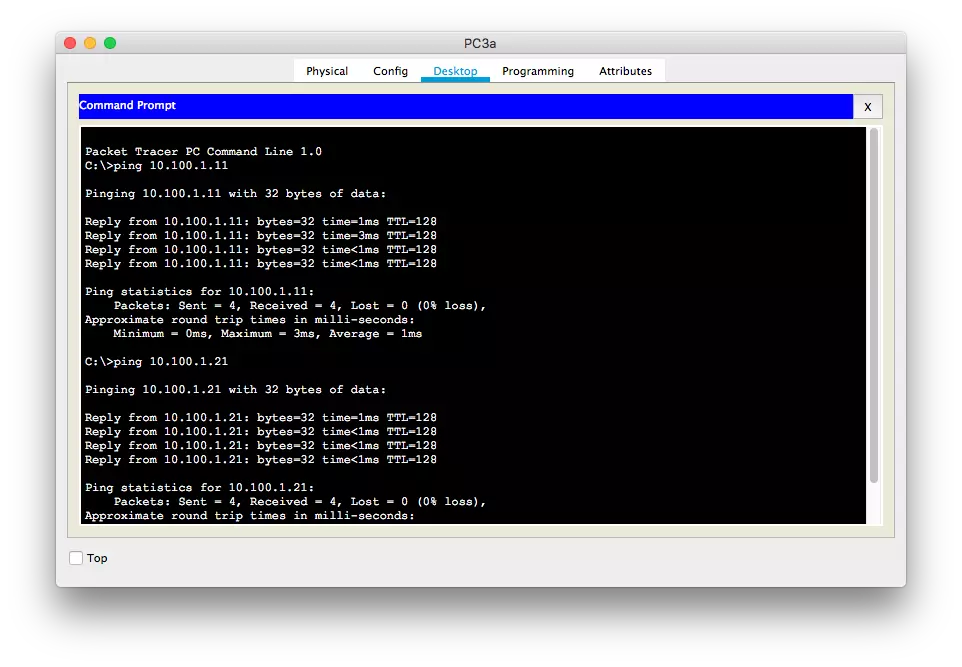 PC3a
Physical Config Desktop Programming Attributes
Command Prompt X
Packet Tracer PC Command Line 1.0
C:\>ping 10.100.1.11
Pinging 10.100.1.11 with 32 bytes of data:
Reply from 10.100.1.11: bytes=32 time=1ms TTL=128
Reply from 10.100.1.11: bytes=32 time=3ms TTL=128
Reply from 10.100.1.11: bytes=32 time<1ms TTL=128
Reply from 10.100.1.11: bytes=32 time<1ms TTL=128
Ping statistics for 10.100.1.11:
    Packets: Sent = 4, Received = 4, Lost = 0 (0% loss),
Approximate round trip times in milli-seconds:
    Minimum = 0ms, Maximum = 3ms, Average = 1ms
C:\>ping 10.100.1.21
Pinging 10.100.1.21 with 32 bytes of data:
Reply from 10.100.1.21: bytes=32 time=1ms TTL=128
Reply from 10.100.1.21: bytes=32 time<1ms TTL=128
Reply from 10.100.1.21: bytes=32 time<1ms TTL=128
Reply from 10.100.1.21: bytes=32 time<1ms TTL=128
Ping statistics for 10.100.1.21:
    Packets: Sent = 4, Received = 4, Lost = 0 (0% loss),
Approximate round trip times in milli-seconds:
Top